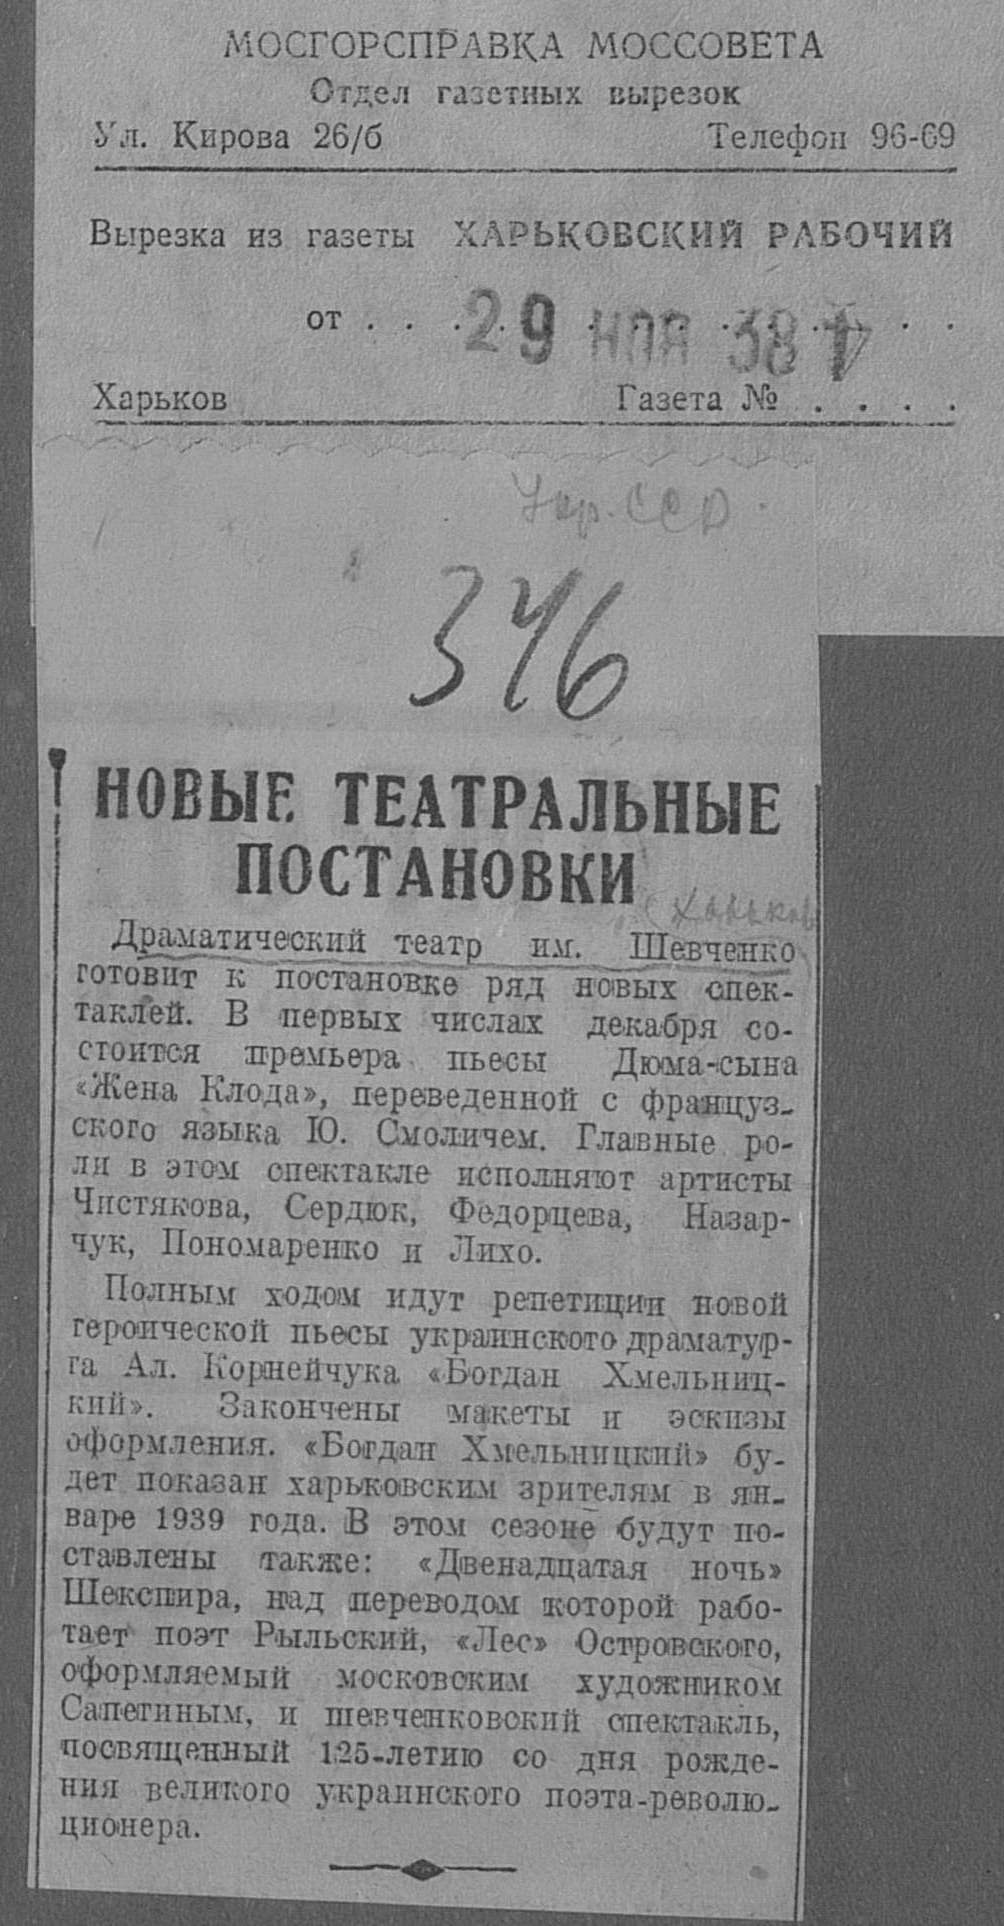 МОСГОРСПРАВКА МОССОВЕТА
Отдел газетных вырезок
Ул. Кирова 26/б Телефон 96-69
Вырезка из газеты ХАРЬКОВСКИЙ РАБОЧИЙ
от . . . 29 НОЯ 38
Харьков Газета № . . . .
Укр. ССР.
346
НОВЫЕ ТЕАТРАЛЬНЫЕ
ПОСТАНОВКИ
(Харьков
Драматический театр им. Шевченко
готовит к постановке ряд новых спек-
таклей. В первых числах декабря со-
стоится премьера пьесы Дюма-сына
«Жена Клода», переведенной с француз-
ского языка Ю. Смоличем. Главные ро-
ли в этом спектакле исполняют артисты
Чистякова, Сердюк, Федорцева, Назар-
чук, Пономаренко и Лихо.
Полным ходом идут репетиции новой
героической пьесы украинского драматур-
га Ал. Корнейчука «Богдан Хмельниц-
кий». Закончены макеты и эскизы
оформления. «Богдан Хмельницкий» бу-
дет показан харьковским зрителям в ян-
варе 1939 года. В этом сезоне будут по-
ставлены также: «Двенадцатая ночь»
Шекспира, над переводом которой рабо-
тает поэт Рыльский, «Лес» Островского,
оформляемый московским художником
Сапегиным, и шевченковский спектакль,
посвященный 125-летию со дня рожде-
ния великого украинского поэта-револю-
ционера.